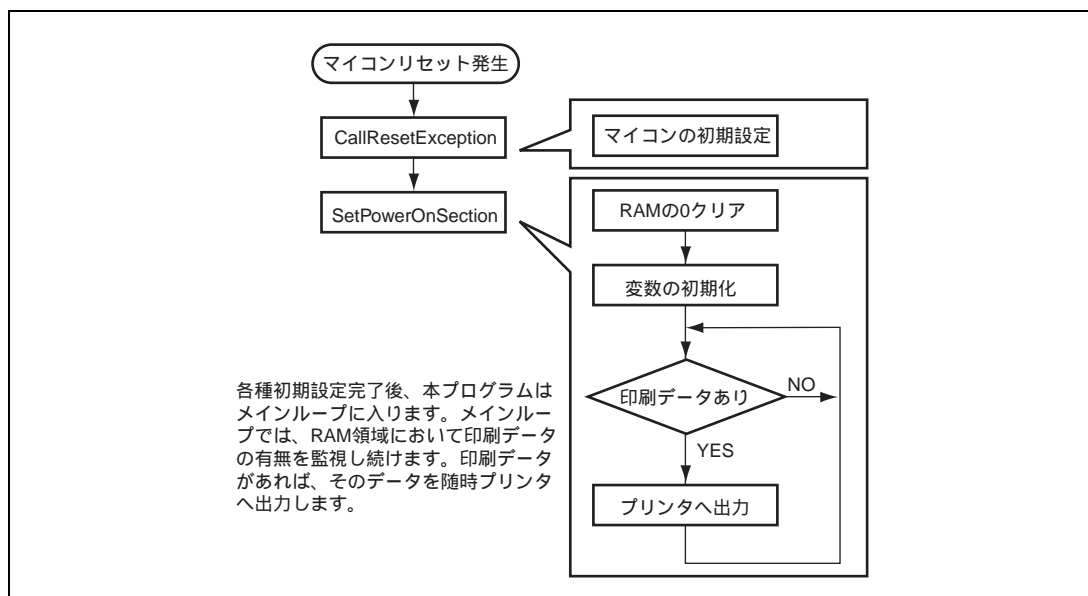 マイコンリセット発生
CallResetException
マイコンの初期設定
SetPowerOnSection
RAMの0クリア
変数の初期化
印刷データあり
NO
YES
プリンタへ出力
各種初期設定完了後、本プログラムは
メインループに入ります。メインルー
プでは、RAM領域において印刷データ
の有無を監視し続けます。印刷データ
があれば、そのデータを随時プリンタ
へ出力します。